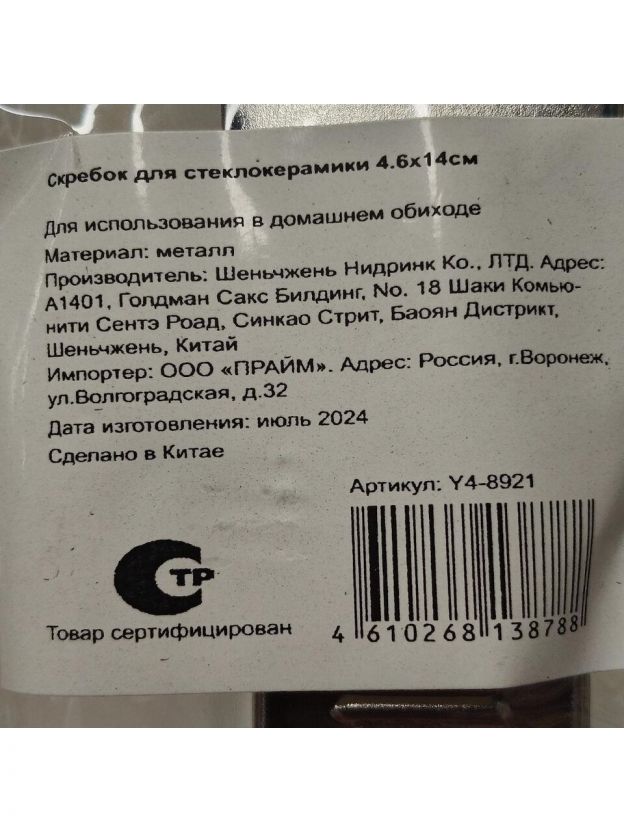 Скребок для стеклокерамики 4.6х14см
Для использования в домашнем обиходе
Материал: металл
Производитель: Шеньчжень Нидринк Ко., ЛТД. Адрес:
А1401, Голдман Сакс Билдинг, No. 18 Шаки Комью-
нити Сентэ Роад, Синкао Стрит, Баоян Дистрикт,
Шеньчжень, Китай
Импортер: ООО «ПРАЙМ». Адрес: Россия, г.Воронеж,
ул.Волгоградская, д.32
Дата изготовления: июль 2024
Сделано в Китае
Артикул: Y4-8921
СТР
Товар сертифицирован
4 610268 138788